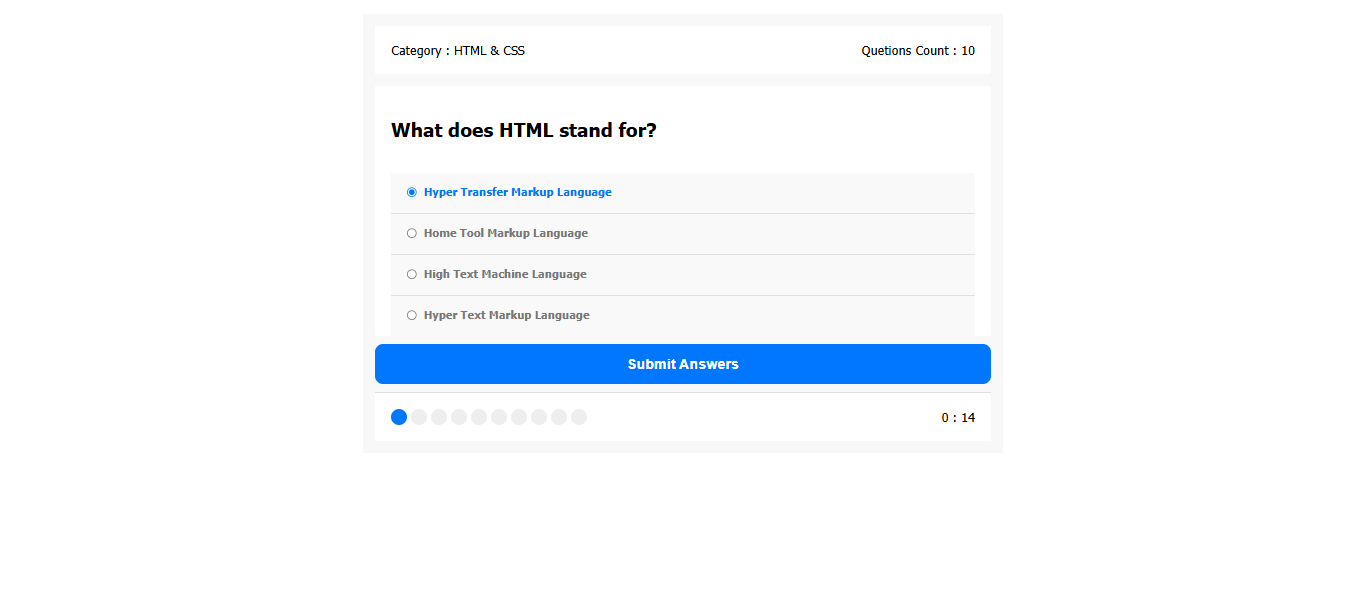 Category : HTML & CSS
Quetions Count : 10
What does HTML stand for?
Hyper Transfer Markup Language
Home Tool Markup Language
High Text Machine Language
Hyper Text Markup Language
Submit Answers
0 : 14